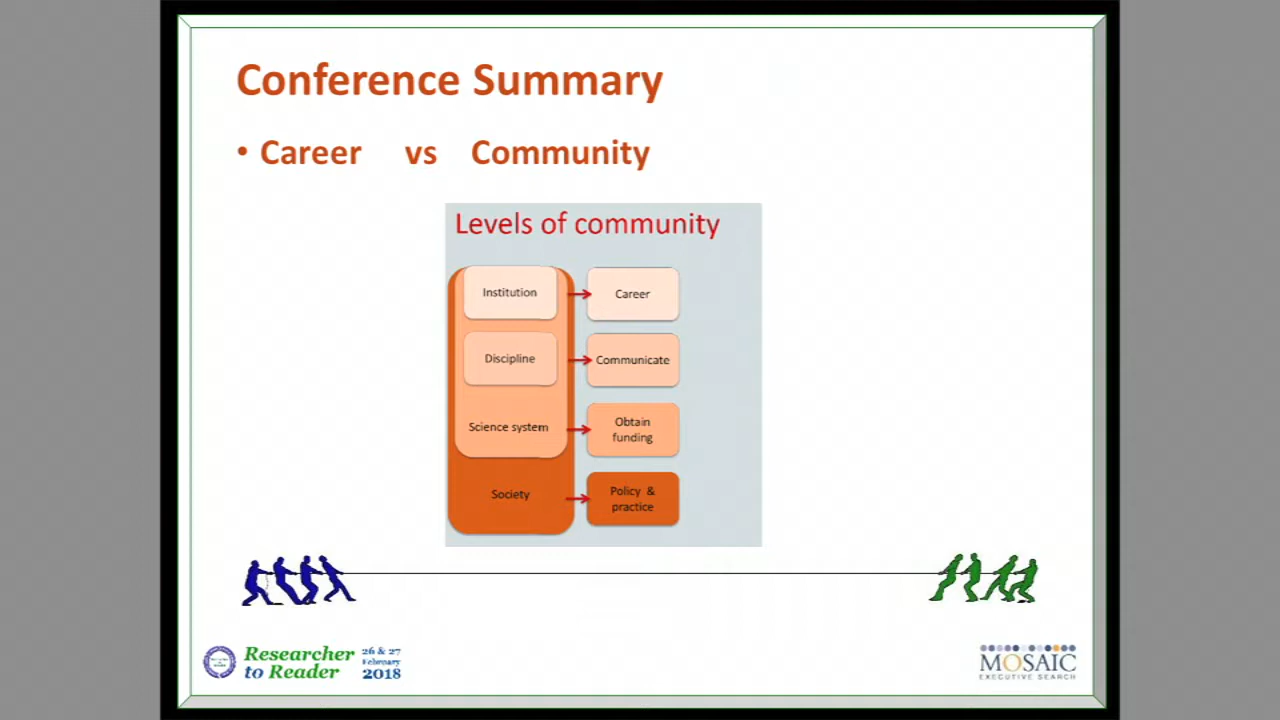 Conference Summary
• Career vs Community
Levels of community
Institution
Career
Discipline
Communicate
Science system
Obtain
funding
Society
Policy &
practice
Researcher
to Reader
26 & 27
February
2018
MOSAIC
EXECUTIVE SEARCH